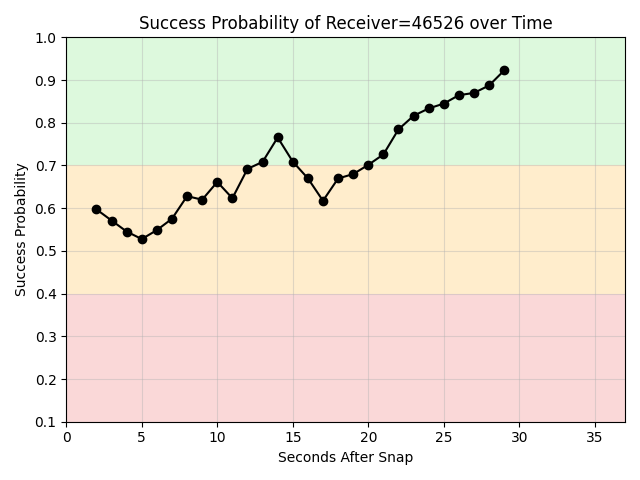 Success Probability of Receiver=46526 over Time
1.0
0.9
0.8
0.7
0.6
0.5
0.4
0.3
0.2
0.1
Success Probability
0 5 10 15 20 25 30 35
Seconds After Snap